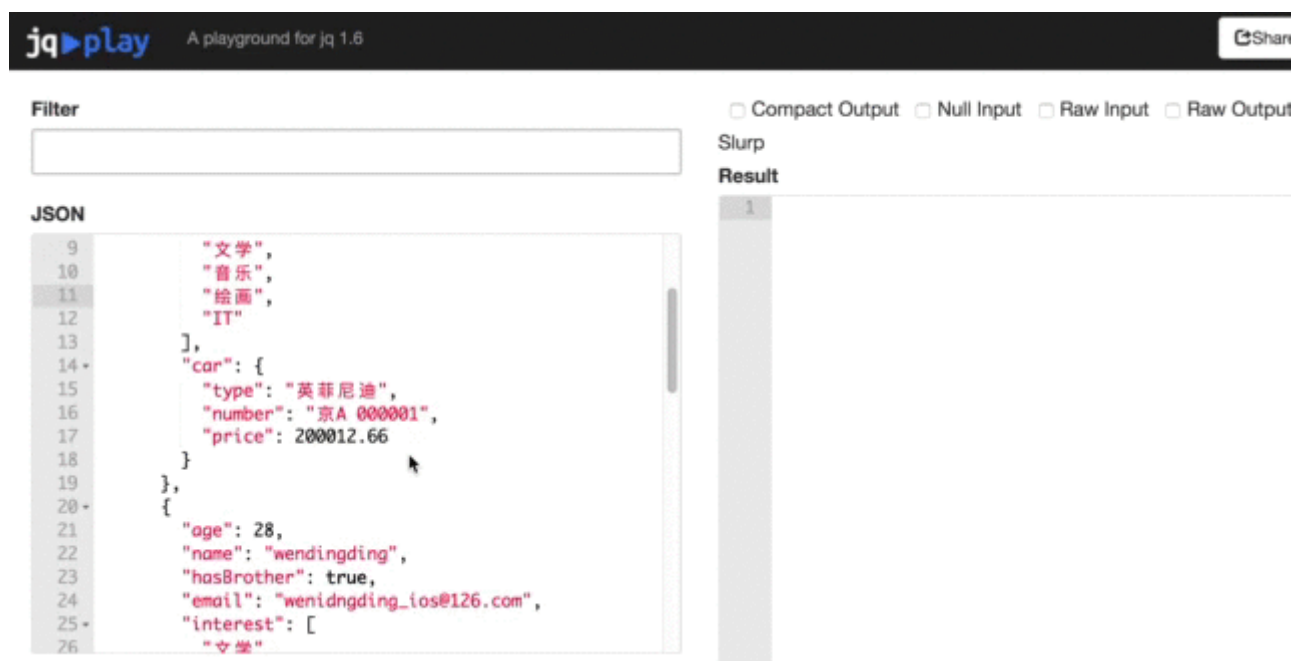 jq play A playground for jq 1.6 Share
Filter
Compact Output Null Input Raw Input Raw Output
Slurp
Result
1
JSON
9 "文学",
10 "音乐",
11 "绘画",
12 "IT"
13 ],
14 "car": {
15 "type": "英菲尼迪",
16 "number": "京A 000001",
17 "price": 200012.66
18 }
19 },
20 {
21 "age": 28,
22 "name": "wendingding",
23 "hasBrother": true,
24 "email": "wenidngding_ios@126.com",
25 "interest": [
26 "文学"